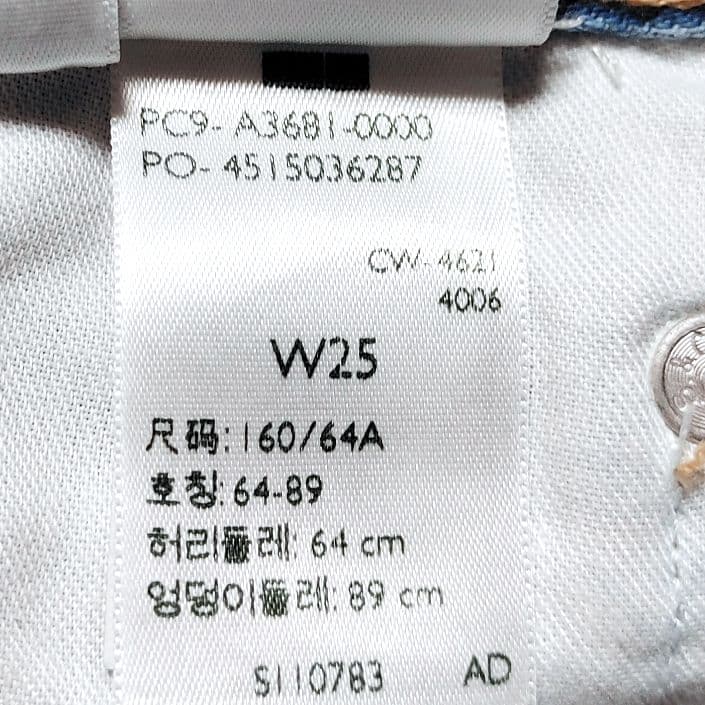 PC9- A3681-0000
PO- 4515036287
CW-4621
4006
W25
尺码: 160/64A
호칭: 64-89
허리둘레: 64 cm
엉덩이둘레: 89 cm
S110783 AD